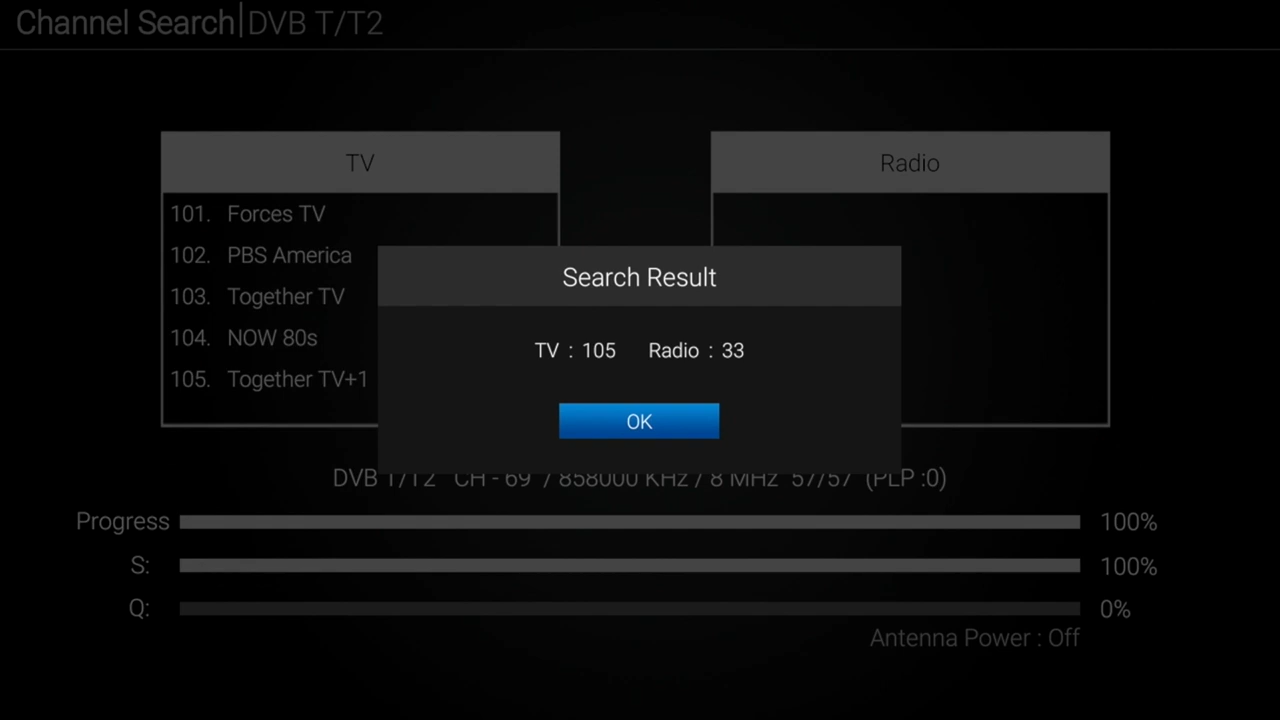 Channel Search|DVB T/T2
TV
Radio
101. Forces TV
102. PBS America
103. Together TV
104. NOW 80s
105. Together TV+1
Search Result
TV : 105 Radio : 33
OK
DVB T/T2 CH - 69 / 858000 KHz / 8 MHz 57/57 (PLP :0)
Progress 100%
S: 100%
Q: 0%
Antenna Power : Off